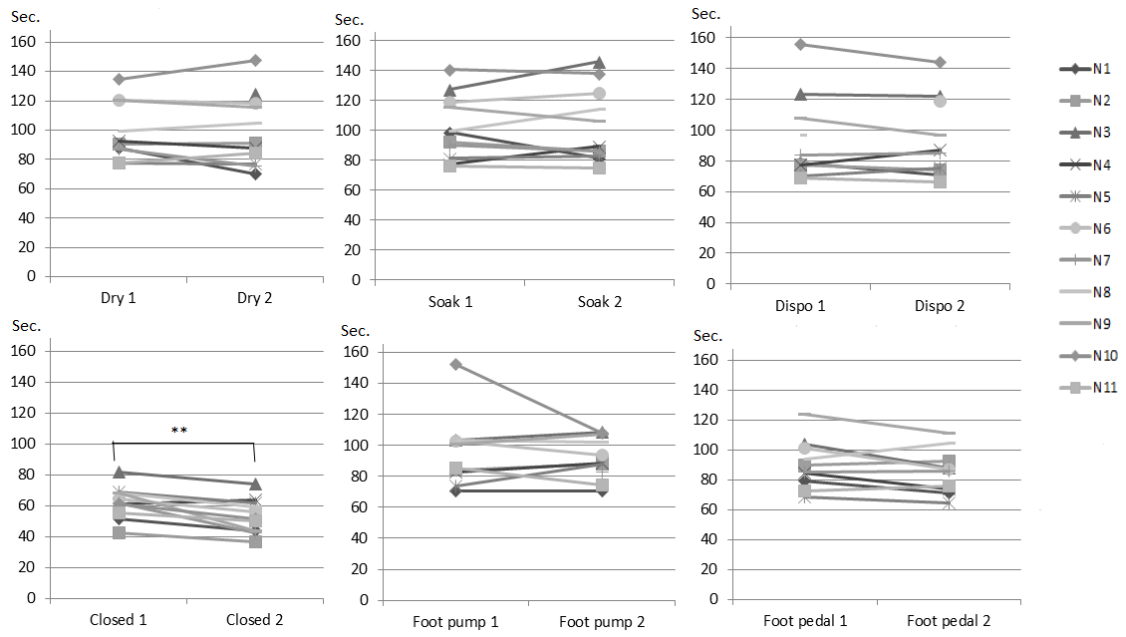 Sec.
160
140
120
100
80
60
40
20
0
Dry 1 Dry 2
Sec.
160
140
120
100
80
60
40
20
0
Soak 1 Soak 2
Sec.
160
140
120
100
80
60
40
20
0
Dispo 1 Dispo 2
N1
N2
N3
N4
N5
N6
N7
N8
N9
N10
N11
Sec.
160
140
120
100
80
60
40
20
0
**
Closed 1 Closed 2
Sec.
160
140
120
100
80
60
40
20
0
Foot pump 1 Foot pump 2
Sec.
160
140
120
100
80
60
40
20
0
Foot pedal 1 Foot pedal 2